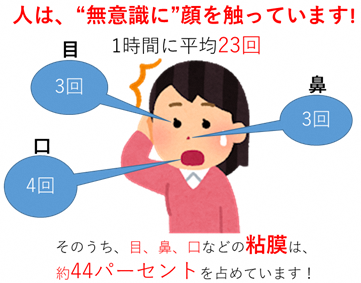 人は、“無意識に”顔を触っています!
1時間に平均23回
目
3回
鼻
3回
口
4回
そのうち、目、鼻、口などの粘膜は、
約44パーセントを占めています！